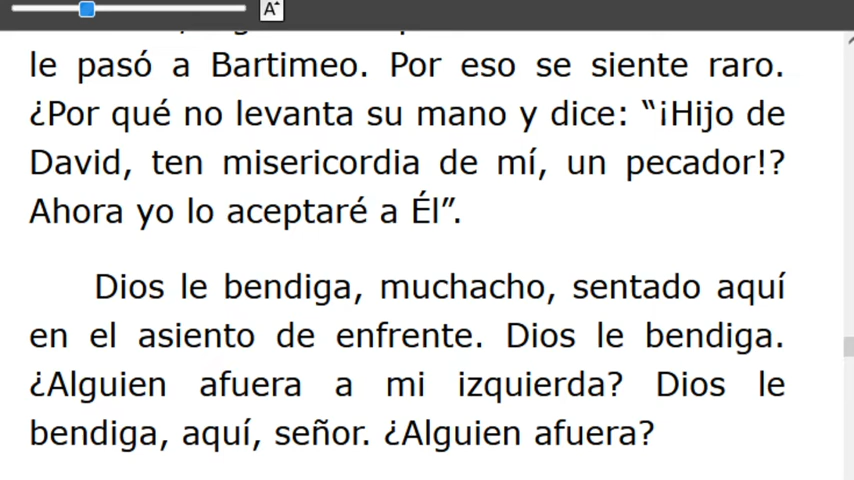 A
le pasó a Bartimeo. Por eso se siente raro.
¿Por qué no levanta su mano y dice: “¡Hijo de
David, ten misericordia de mí, un pecador!?
Ahora yo lo aceptaré a Él”.
Dios le bendiga, muchacho, sentado aquí
en el asiento de enfrente. Dios le bendiga.
¿Alguien afuera a mi izquierda? Dios le
bendiga, aquí, señor. ¿Alguien afuera?